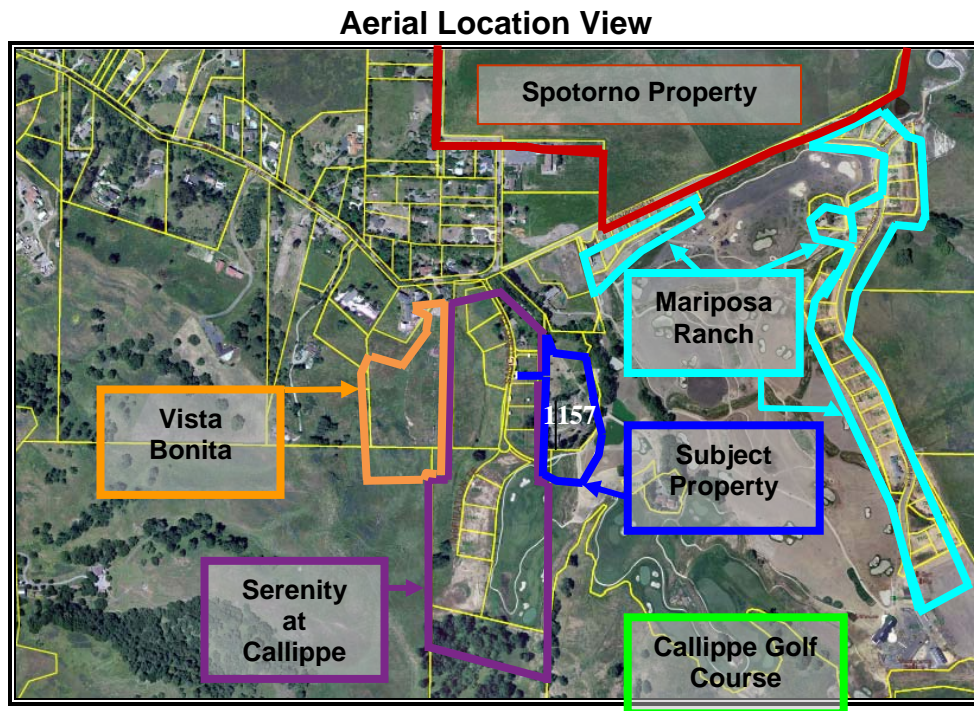 Aerial Location View
Spotorno Property
Mariposa
Ranch
Vista
Bonita
1157
Subject
Property
Serenity
at
Callippe
Callippe Golf
Course